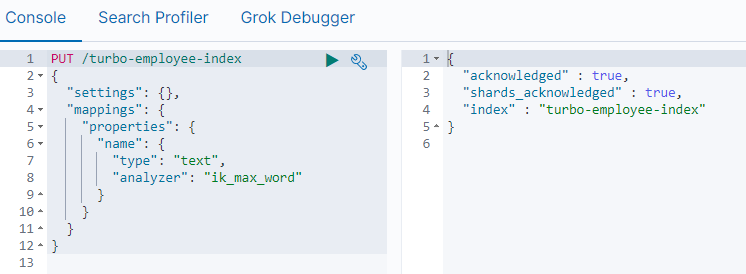 Console Search Profiler Grok Debugger
1 PUT /turbo-employee-index
2 {
3 "settings": {},
4 "mappings": {
5 "properties": {
6 "name": {
7 "type": "text",
8 "analyzer": "ik_max_word"
9 }
10 }
11 }
12 }
13
1 {
2 "acknowledged" : true,
3 "shards_acknowledged" : true,
4 "index" : "turbo-employee-index"
5 }
6